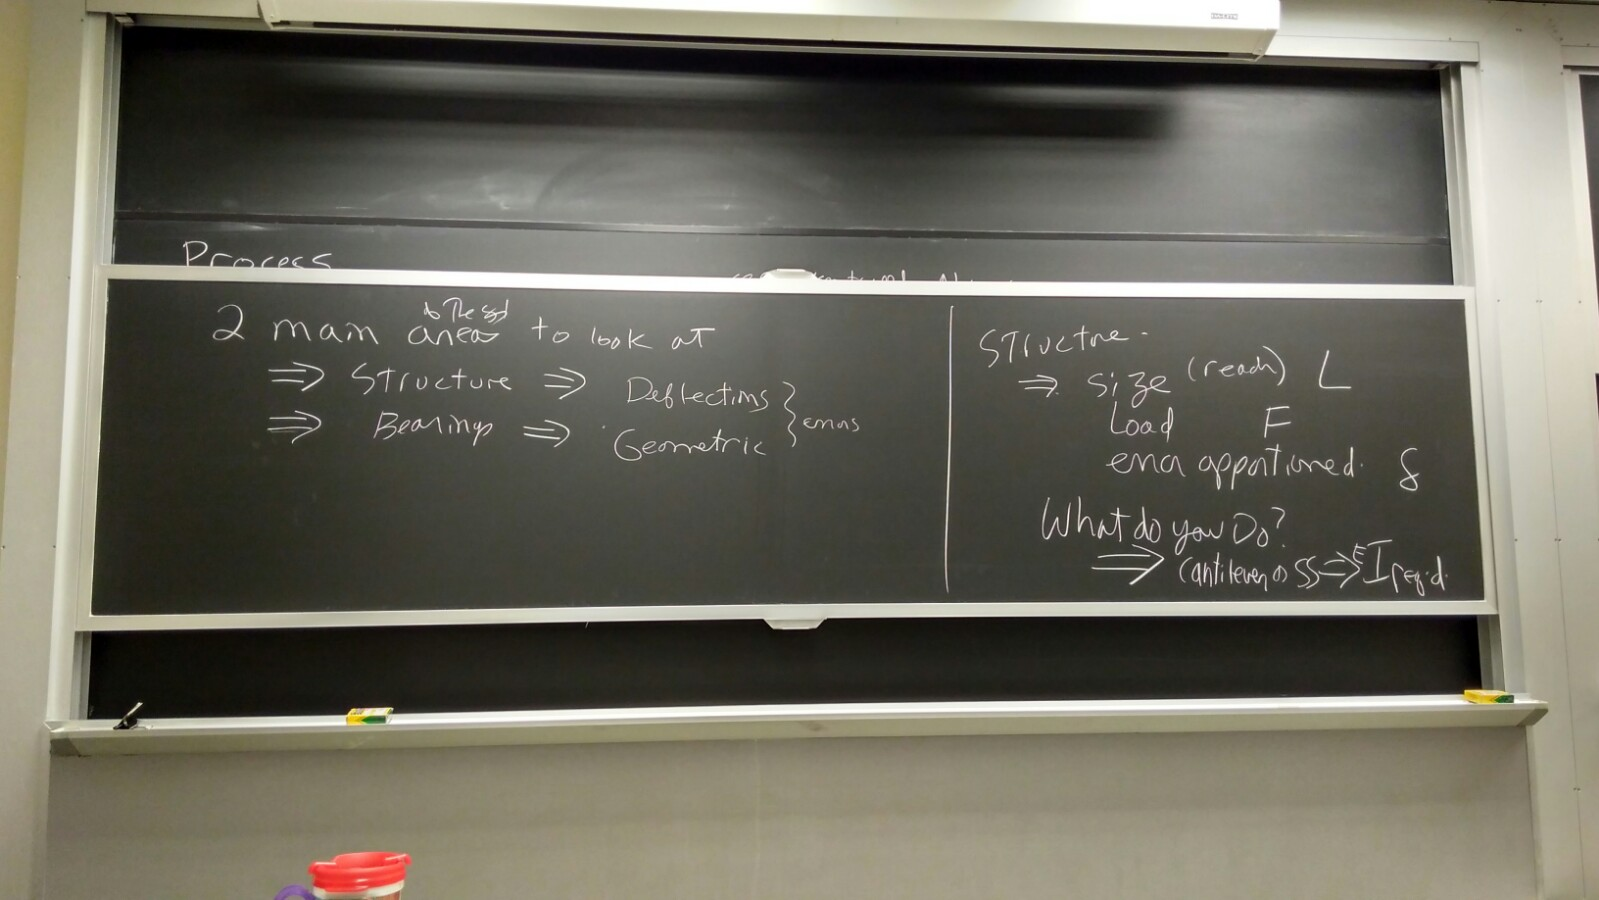 Process
2 main areas to look at
⇒ Structure ⇒ Deflections
⇒ Bearings ⇒ Geometric } errors
Structure.
⇒ Size (reach) L
Load F
error apportioned. δ
What do you Do?
⇒ Cantilever or SS ⇒ EI req'd.